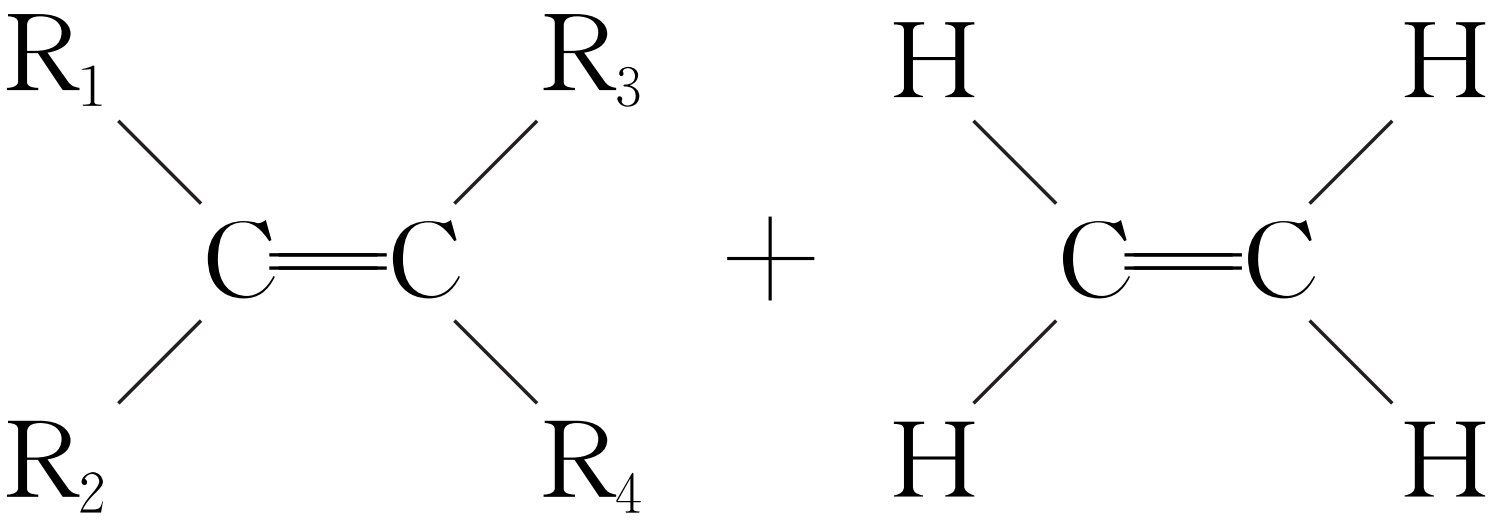 R₁ R₃ H H
C=C + C=C
R₂ R₄ H H